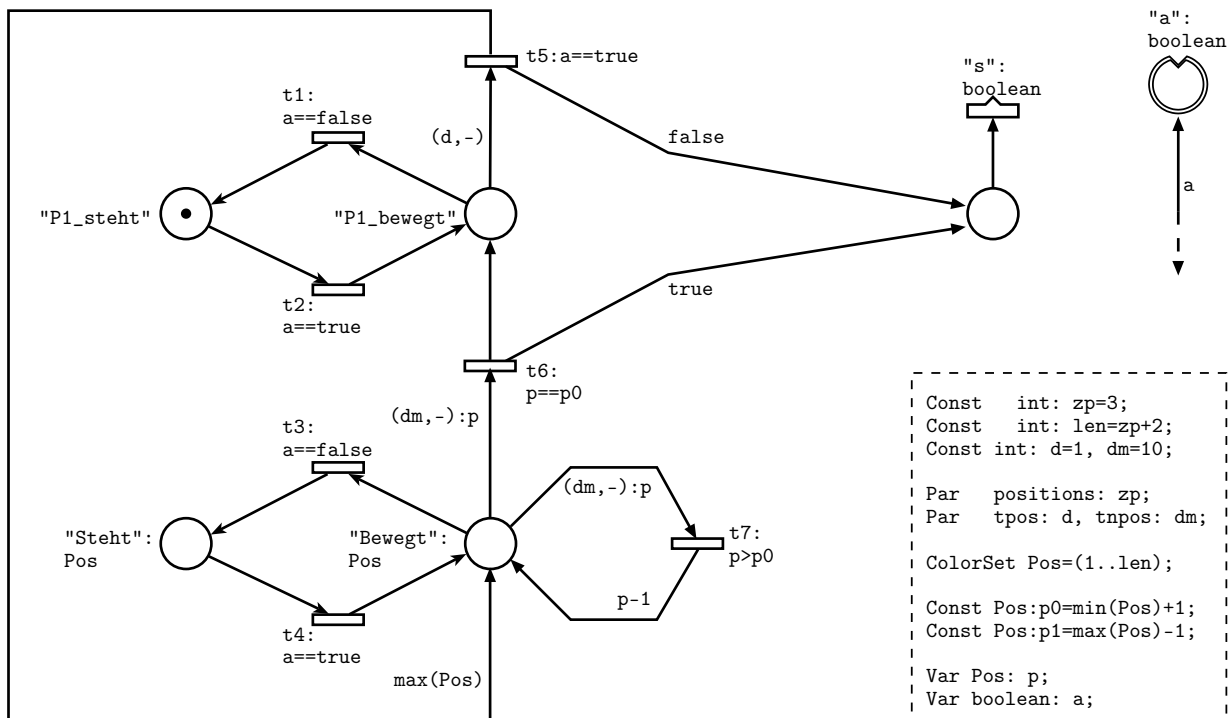 "a":
boolean
"s":
boolean
t5:a==true
t1:
a==false
(d,-)
false
a
"P1_steht"
"P1_bewegt"
t2:
a==true
true
t6:
p==p0
(dm,-):p
t3:
a==false
(dm,-):p
"Steht":
Pos
"Bewegt":
Pos
t7:
p>p0
p-1
t4:
a==true
max(Pos)
Const   int: zp=3;
Const   int: len=zp+2;
Const int: d=1, dm=10;
Par   positions: zp;
Par   tpos: d, tnpos: dm;
ColorSet Pos=(1..len);
Const Pos:p0=min(Pos)+1;
Const Pos:p1=max(Pos)-1;
Var Pos: p;
Var boolean: a;